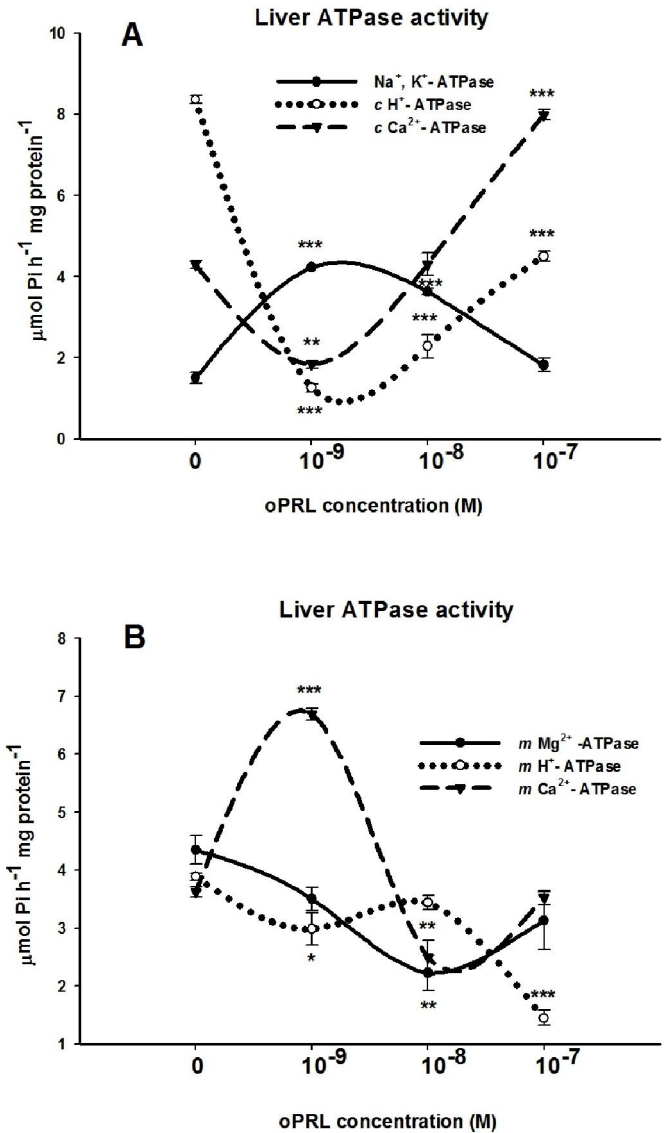 Liver ATPase activity
A
Na⁺, K⁺- ATPase
c H⁺- ATPase
c Ca²⁺- ATPase
10
8
6
4
2
0
μmol Pi h⁻¹ mg protein⁻¹
***
***
***
**
***
***
***
0
10⁻⁹
10⁻⁸
10⁻⁷
oPRL concentration (M)
Liver ATPase activity
B
m Mg²⁺ -ATPase
m H⁺- ATPase
m Ca²⁺- ATPase
8
7
6
5
4
3
2
1
μmol Pi h⁻¹ mg protein⁻¹
***
**
*
***
**
0
10⁻⁹
10⁻⁸
10⁻⁷
oPRL concentration (M)